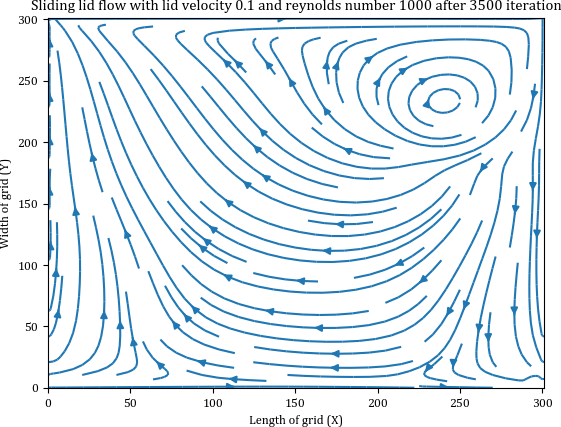 Sliding lid flow with lid velocity 0.1 and reynolds number 1000 after 3500 iteration
300
250
200
150
100
50
0
Width of grid (Y)
0 50 100 150 200 250 300
Length of grid (X)